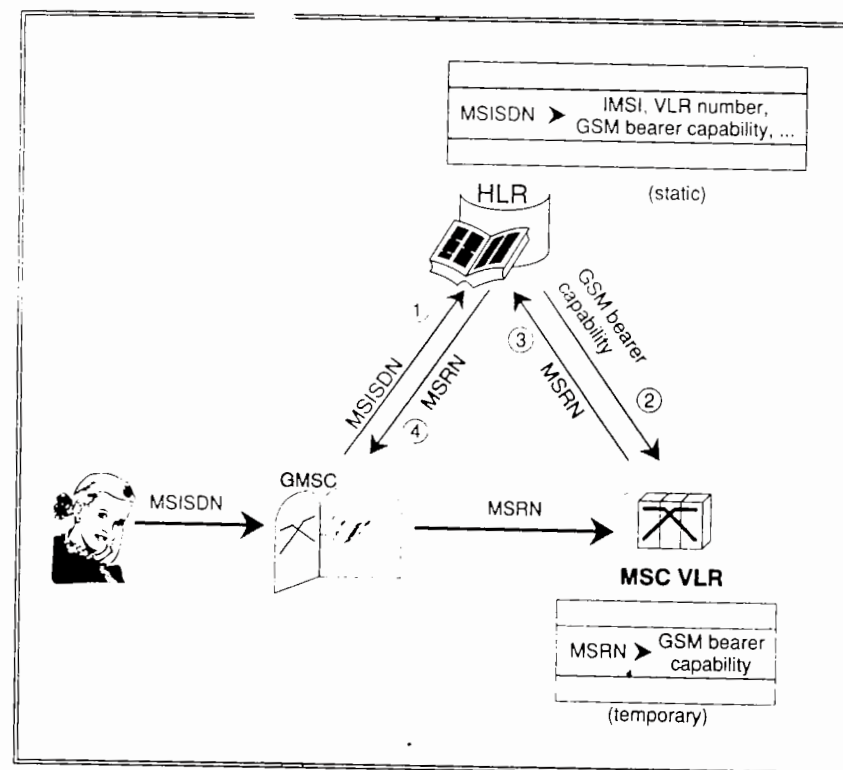 MSISDN ➤ IMSI, VLR number,
GSM bearer capability, ...
(static)
HLR
1
MSISDN
MSRN
4
3
MSRN
GSM bearer
capability
2
GMSC
MSISDN
MSRN
MSC VLR
MSRN ➤ GSM bearer
capability
(temporary)